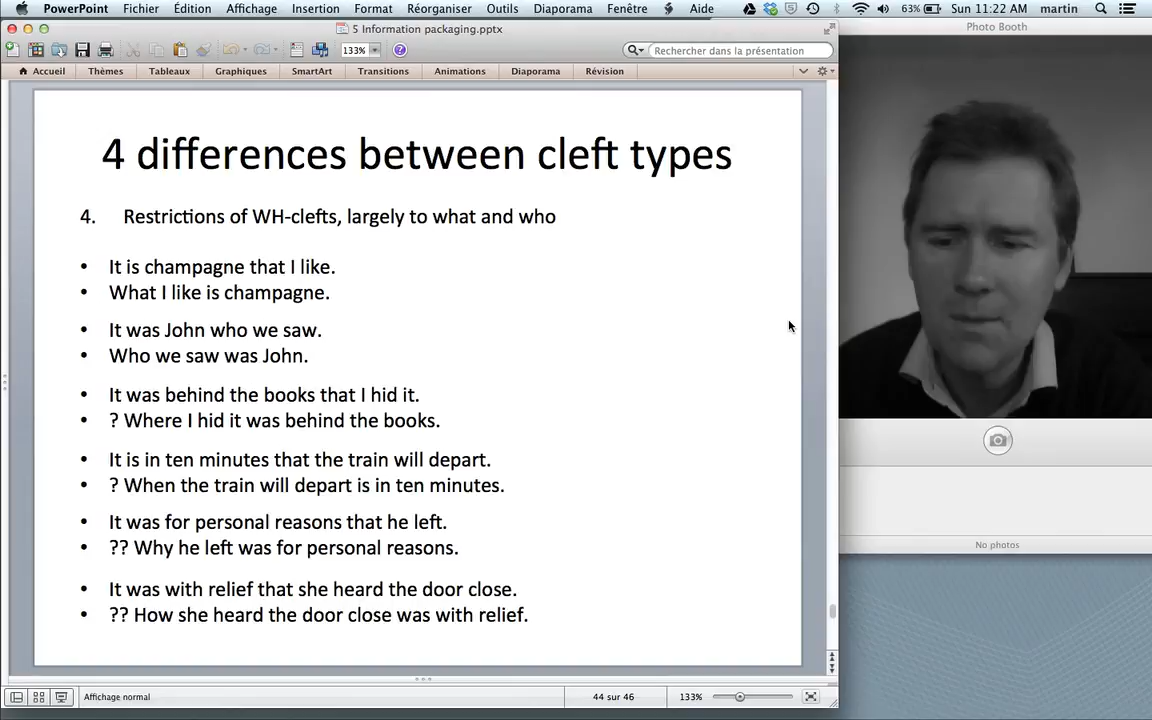 PowerPoint Fichier Édition Affichage Insertion Format Réorganiser Outils Diaporama Fenêtre Aide 63% Sun 11:22 AM martin
5 Information packaging.pptx
Photo Booth
133% Rechercher dans la présentation
Accueil Thèmes Tableaux Graphiques SmartArt Transitions Animations Diaporama Révision
4 differences between cleft types
4. Restrictions of WH-clefts, largely to what and who
• It is champagne that I like.
• What I like is champagne.
• It was John who we saw.
• Who we saw was John.
• It was behind the books that I hid it.
• ? Where I hid it was behind the books.
• It is in ten minutes that the train will depart.
• ? When the train will depart is in ten minutes.
• It was for personal reasons that he left.
• ?? Why he left was for personal reasons.
• It was with relief that she heard the door close.
• ?? How she heard the door close was with relief.
No photos
Affichage normal 44 sur 46 133%